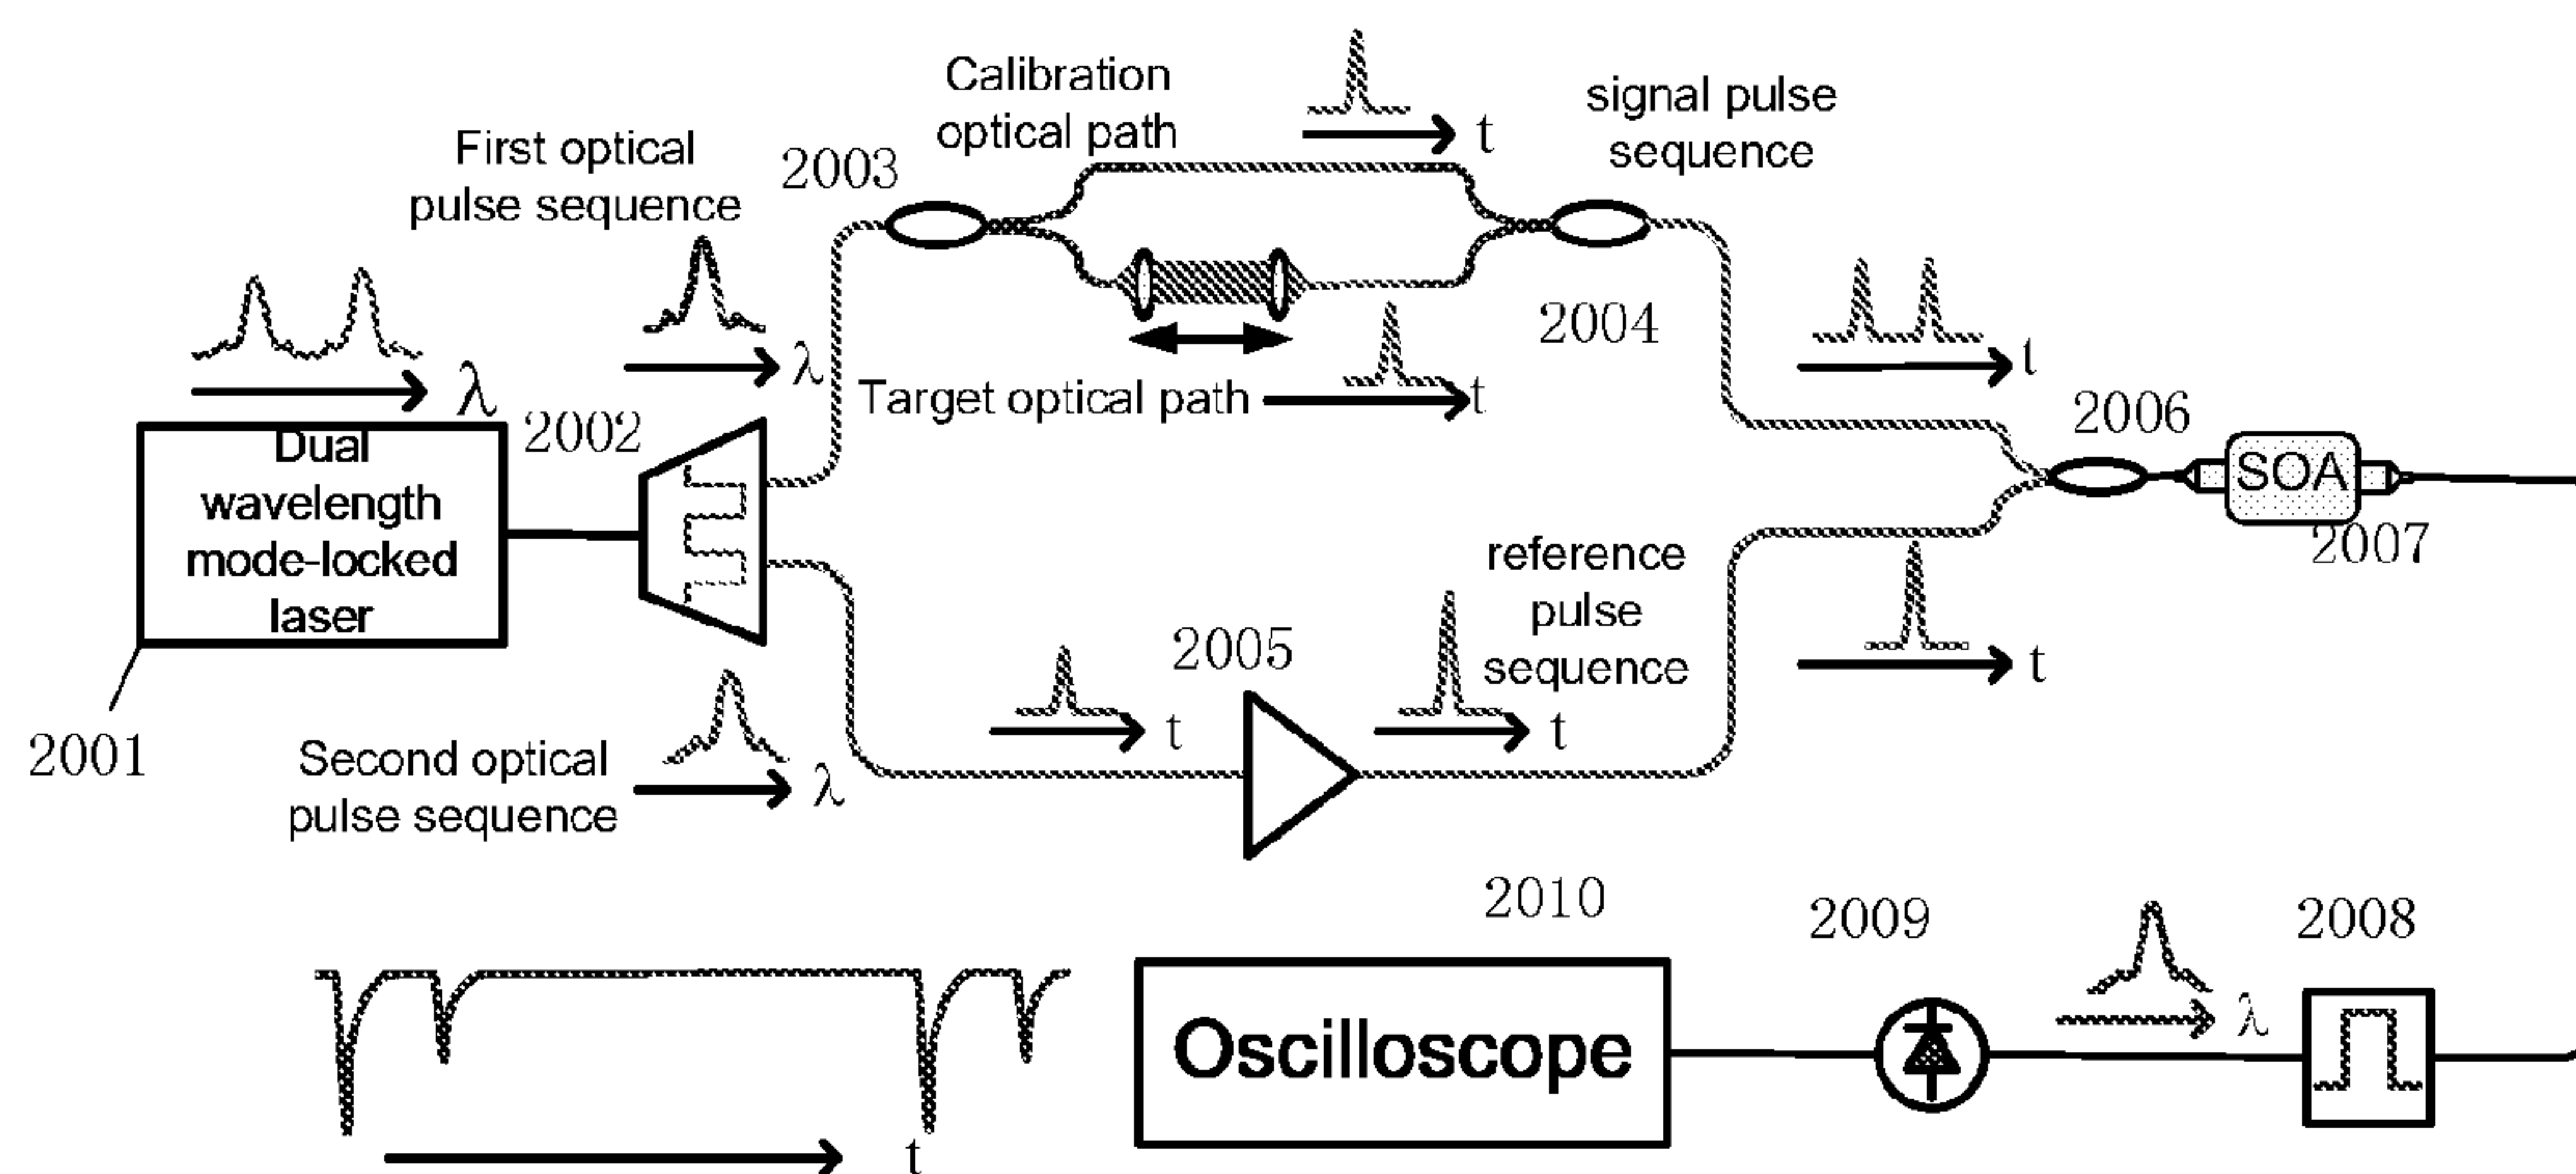 Calibration
optical path
t
signal pulse
sequence
First optical
pulse sequence
2003
λ
λ
2004
Target optical path
t
t
2002
2006
Dual
wavelength
mode-locked
laser
SOA
2007
reference
pulse
sequence
2005
t
t
t
2001
Second optical
pulse sequence
λ
2010
2009
2008
λ
Oscilloscope
t